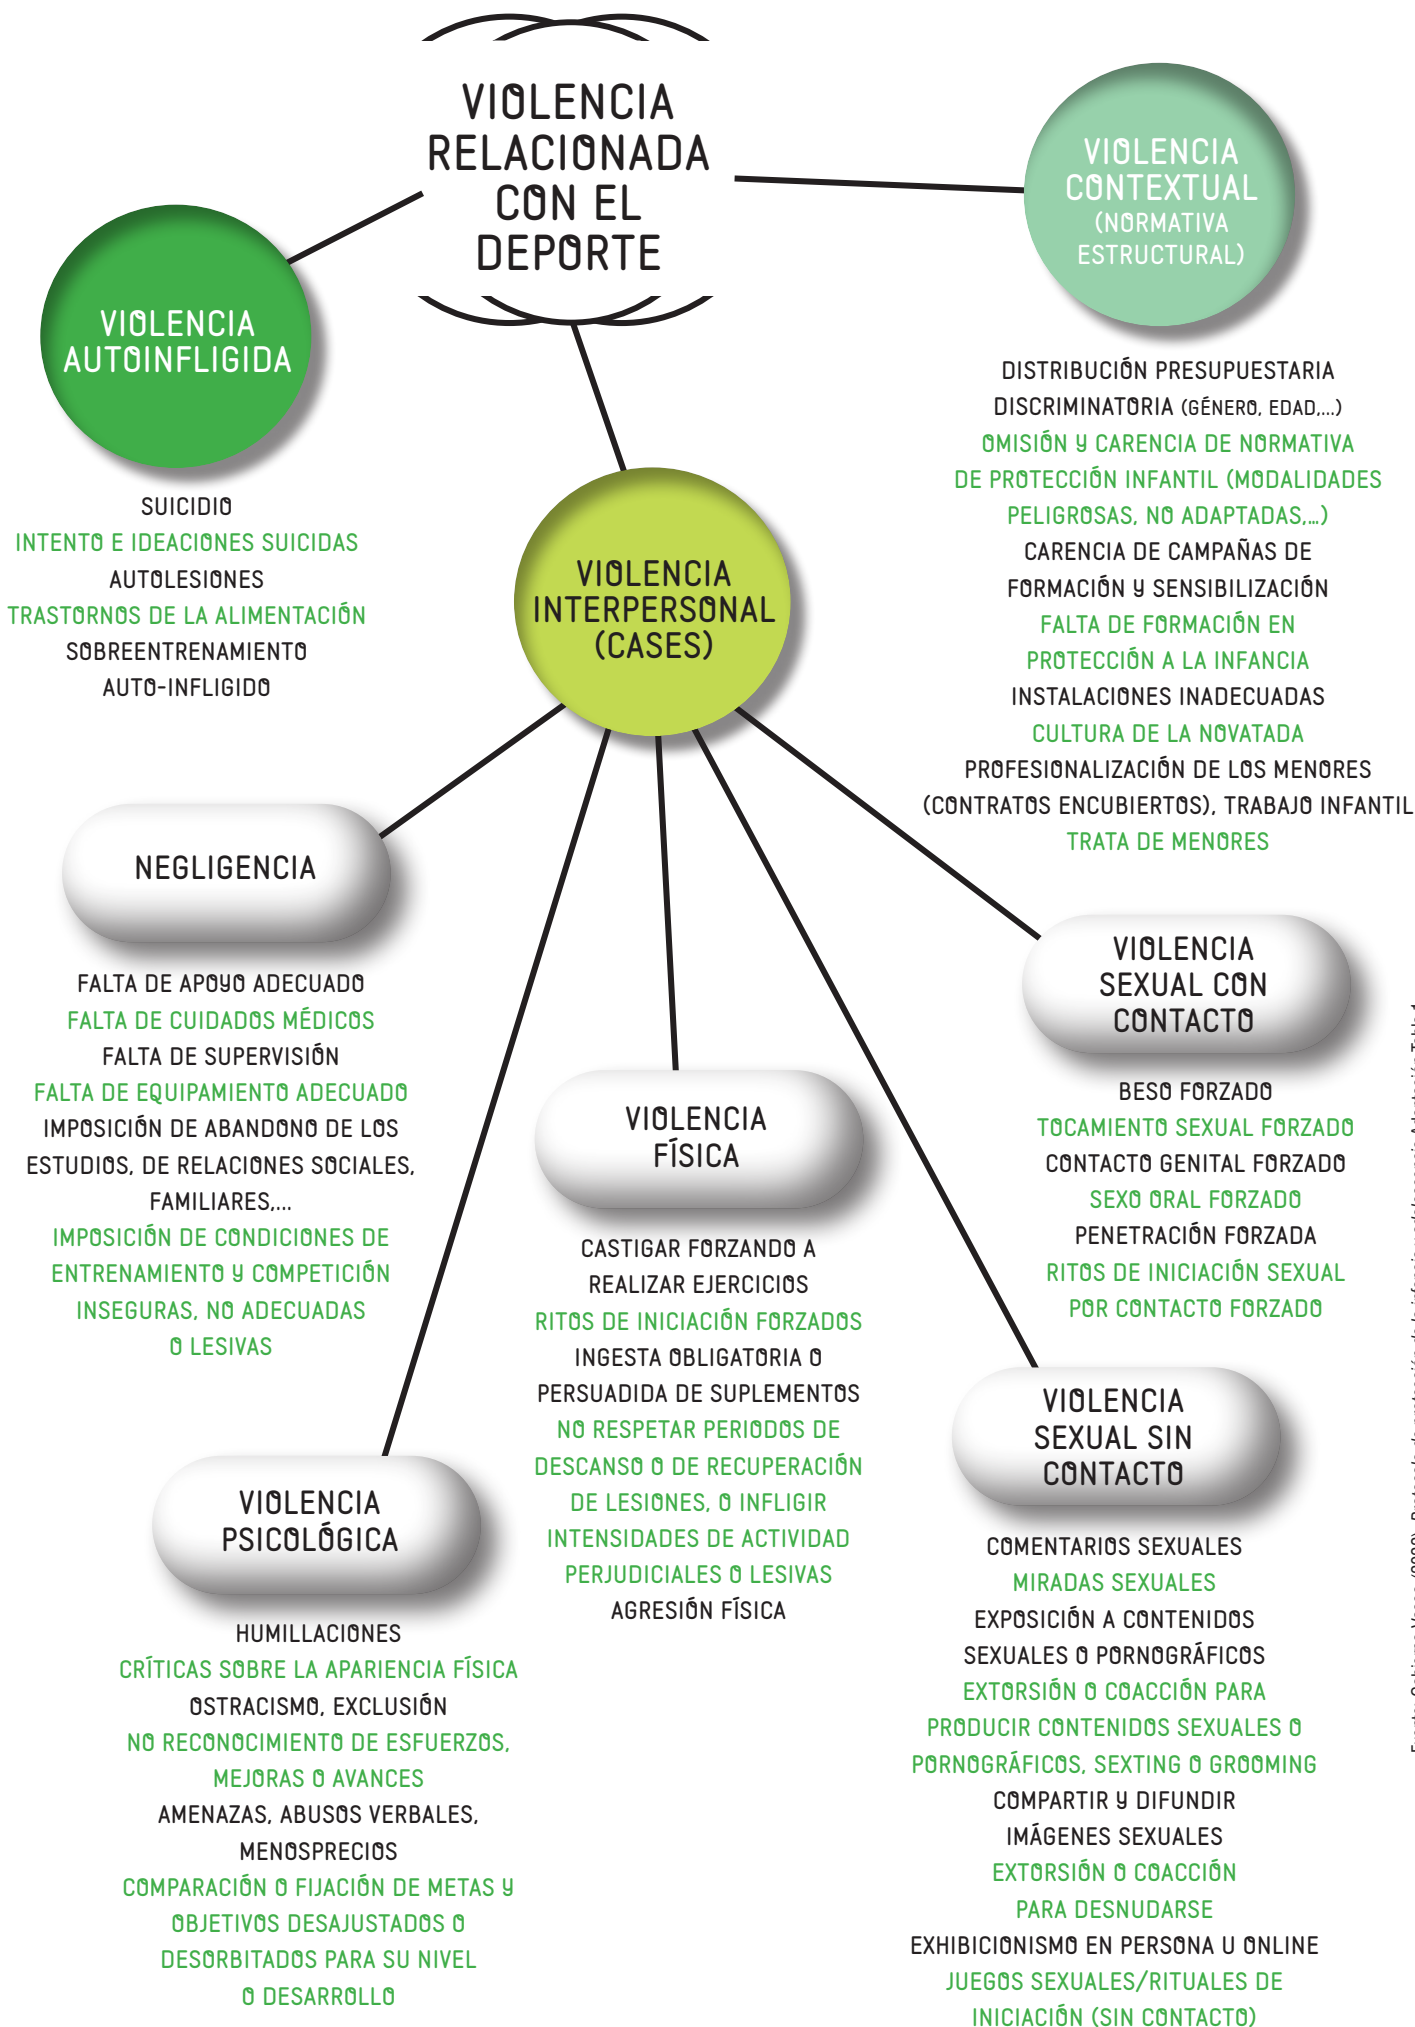 VIOLENCIA
RELACIONADA
CON EL
DEPORTE
VIOLENCIA
AUTOINFLIGIDA
SUICIDIO
INTENTO E IDEACIONES SUICIDAS
AUTOLESIONES
TRASTORNOS DE LA ALIMENTACIÓN
SOBREENTRENAMIENTO
AUTO-INFLIGIDO
VIOLENCIA
CONTEXTUAL
(NORMATIVA
ESTRUCTURAL)
DISTRIBUCIÓN PRESUPUESTARIA
DISCRIMINATORIA (GÉNERO, EDAD,...)
OMISIÓN Y CARENCIA DE NORMATIVA
DE PROTECCIÓN INFANTIL (MODALIDADES
PELIGROSAS, NO ADAPTADAS,...)
CARENCIA DE CAMPAÑAS DE
FORMACIÓN Y SENSIBILIZACIÓN
FALTA DE FORMACIÓN EN
PROTECCIÓN A LA INFANCIA
INSTALACIONES INADECUADAS
CULTURA DE LA NOVATADA
PROFESIONALIZACIÓN DE LOS MENORES
(CONTRATOS ENCUBIERTOS), TRABAJO INFANTIL
TRATA DE MENORES
VIOLENCIA
INTERPERSONAL
(CASES)
NEGLIGENCIA
FALTA DE APOYO ADECUADO
FALTA DE CUIDADOS MÉDICOS
FALTA DE SUPERVISIÓN
FALTA DE EQUIPAMIENTO ADECUADO
IMPOSICIÓN DE ABANDONO DE LOS
ESTUDIOS, DE RELACIONES SOCIALES,
FAMILIARES,...
IMPOSICIÓN DE CONDICIONES DE
ENTRENAMIENTO Y COMPETICIÓN
INSEGURAS, NO ADECUADAS
O LESIVAS
VIOLENCIA
PSICOLÓGICA
HUMILLACIONES
CRÍTICAS SOBRE LA APARIENCIA FÍSICA
OSTRACISMO, EXCLUSIÓN
NO RECONOCIMIENTO DE ESFUERZOS,
MEJORAS O AVANCES
AMENAZAS, ABUSOS VERBALES,
MENOSPRECIOS
COMPARACIÓN O FIJACIÓN DE METAS Y
OBJETIVOS DESAJUSTADOS O
DESORBITADOS PARA SU NIVEL
O DESARROLLO
VIOLENCIA
FÍSICA
CASTIGAR FORZANDO A
REALIZAR EJERCICIOS
RITOS DE INICIACIÓN FORZADOS
INGESTA OBLIGATORIA O
PERSUADIDA DE SUPLEMENTOS
NO RESPETAR PERIODOS DE
DESCANSO O DE RECUPERACIÓN
DE LESIONES, O INFLIGIR
INTENSIDADES DE ACTIVIDAD
PERJUDICIALES O LESIVAS
AGRESIÓN FÍSICA
VIOLENCIA
SEXUAL CON
CONTACTO
BESO FORZADO
TOCAMIENTO SEXUAL FORZADO
CONTACTO GENITAL FORZADO
SEXO ORAL FORZADO
PENETRACIÓN FORZADA
RITOS DE INICIACIÓN SEXUAL
POR CONTACTO FORZADO
VIOLENCIA
SEXUAL SIN
CONTACTO
COMENTARIOS SEXUALES
MIRADAS SEXUALES
EXPOSICIÓN A CONTENIDOS
SEXUALES O PORNOGRÁFICOS
EXTORSIÓN O COACCIÓN PARA
PRODUCIR CONTENIDOS SEXUALES O
PORNOGRÁFICOS, SEXTING O GROOMING
COMPARTIR Y DIFUNDIR
IMÁGENES SEXUALES
EXTORSIÓN O COACCIÓN
PARA DESNUDARSE
EXHIBICIONISMO EN PERSONA U ONLINE
JUEGOS SEXUALES/RITUALES DE
INICIACIÓN (SIN CONTACTO)